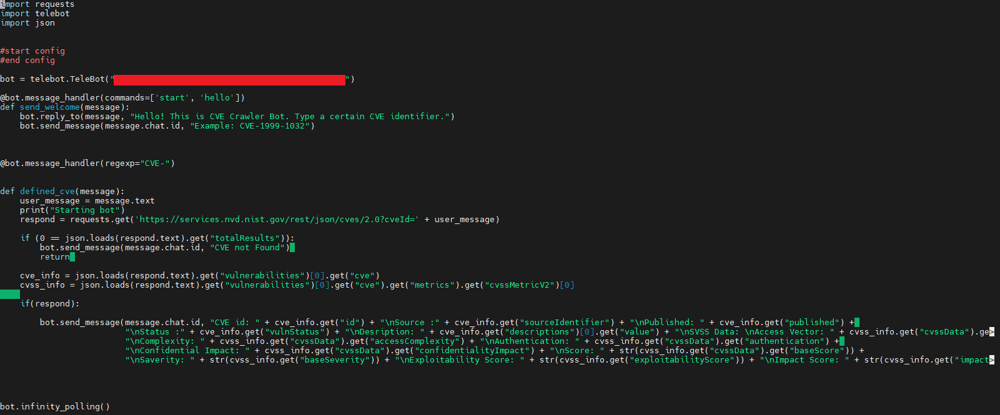 import requests
import telebot
import json
#start config
#end config
bot = telebot.TeleBot("")
@bot.message_handler(commands=['start', 'hello'])
def send_welcome(message):
    bot.reply_to(message, "Hello! This is CVE Crawler Bot. Type a certain CVE identifier.")
    bot.send_message(message.chat.id, "Example: CVE-1999-1032")
@bot.message_handler(regexp="CVE-")
def defined_cve(message):
    user_message = message.text
    print("Starting bot")
    respond = requests.get('https://services.nvd.nist.gov/rest/json/cves/2.0?cveId=' + user_message)
    if (0 == json.loads(respond.text).get("totalResults")):
        bot.send_message(message.chat.id, "CVE not Found")
        return
    cve_info = json.loads(respond.text).get("vulnerabilities")[0].get("cve")
    cvss_info = json.loads(respond.text).get("vulnerabilities")[0].get("cve").get("metrics").get("cvssMetricV2")[0]
    if(respond):
        bot.send_message(message.chat.id, "CVE id: " + cve_info.get("id") + "\nSource :" + cve_info.get("sourceIdentifier") + "\nPublished: " + cve_info.get("published") +
                         "\nStatus :" + cve_info.get("vulnStatus") + "\nDesription: " + cve_info.get("descriptions")[0].get("value") + "\nSVSS Data: \nAccess Vector: " + cvss_info.get("cvssData").ge>
                         "\nComplexity: " + cvss_info.get("cvssData").get("accessComplexity") + "\nAuthentication: " + cvss_info.get("cvssData").get("authentication") +
                         "\nConfidential Impact: " + cvss_info.get("cvssData").get("confidentialityImpact") + "\nScore: " + str(cvss_info.get("cvssData").get("baseScore")) +
                         "\nSaverity: " + str(cvss_info.get("baseSeverity")) + "\nExploitability Score: " + str(cvss_info.get("exploitabilityScore")) + "\nImpact Score: " + str(cvss_info.get("impact>
bot.infinity_polling()